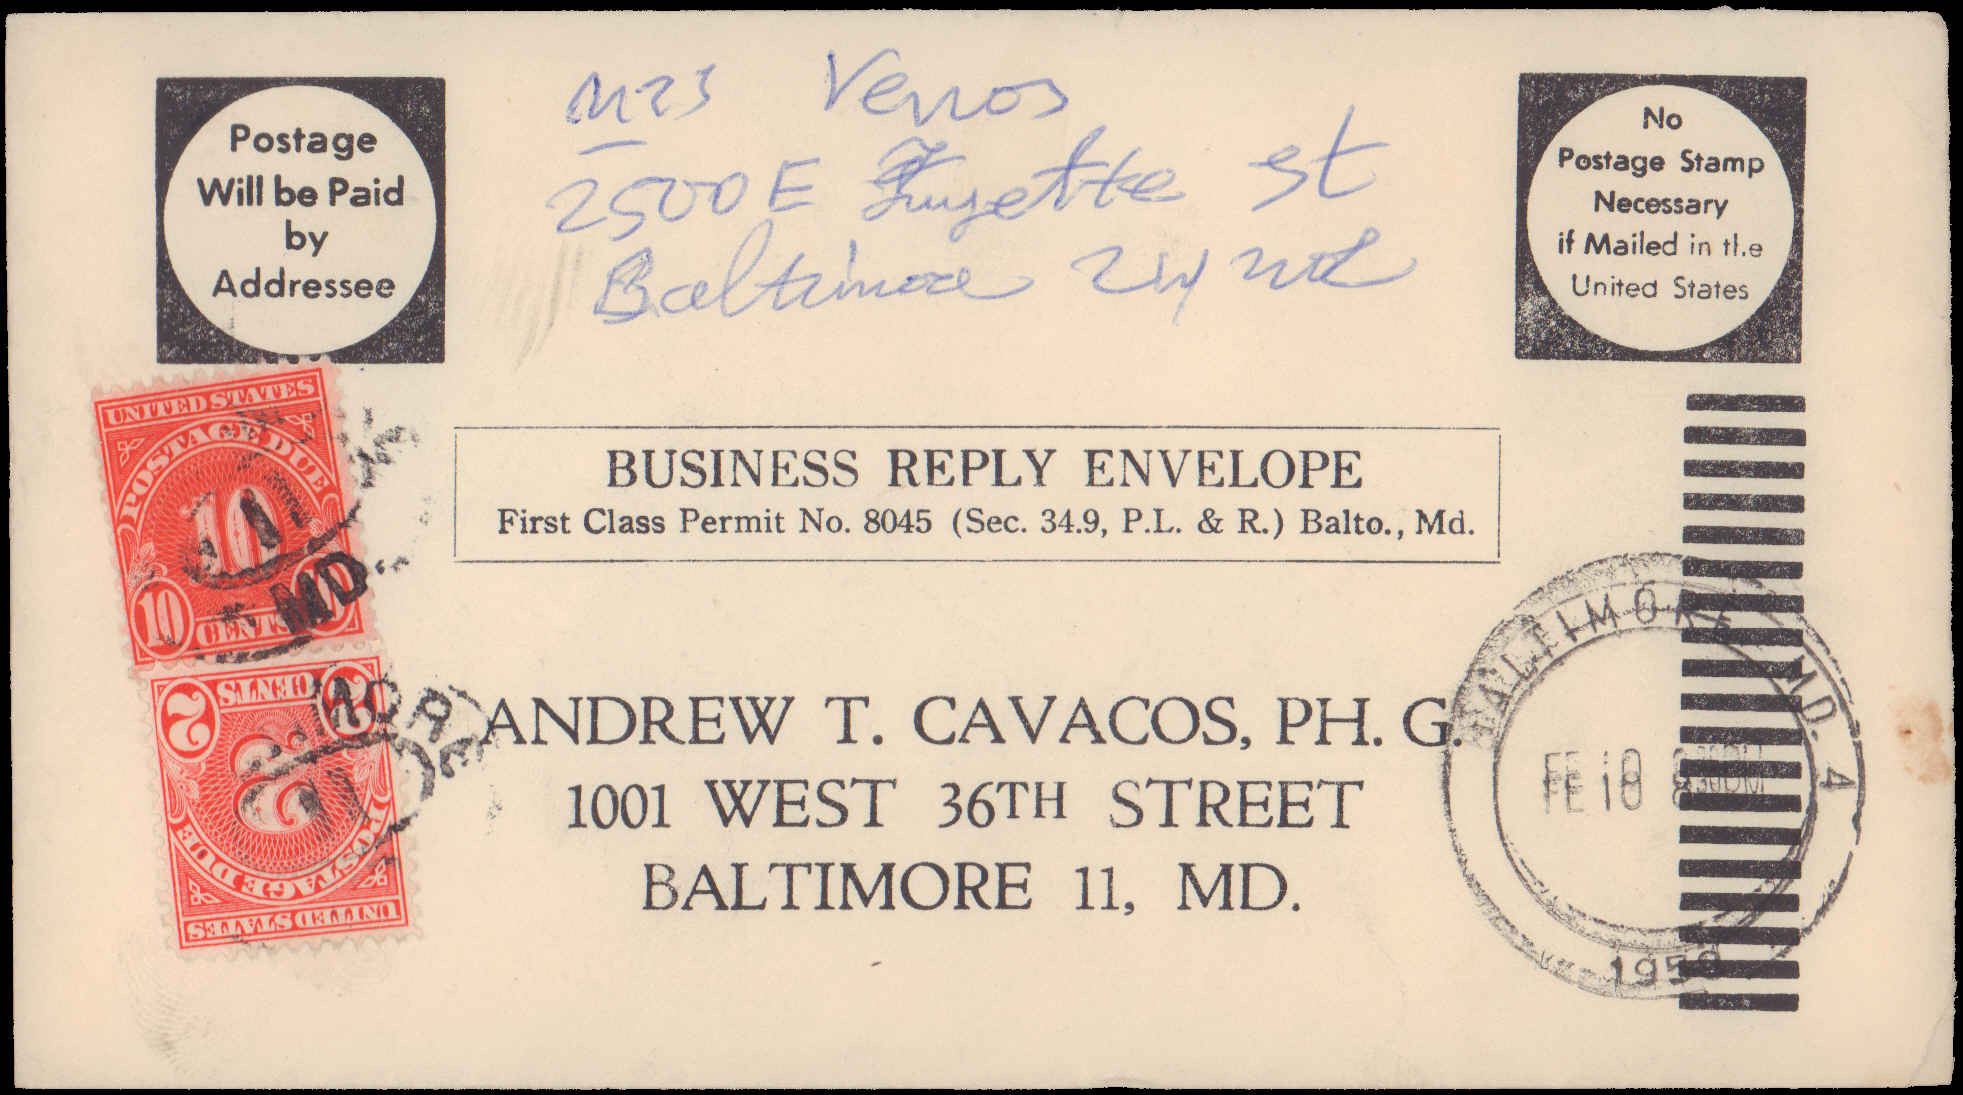 Postage
Will be Paid
by
Addressee
Mrs Venos
2500 E Fayette St
Baltimore 24 Md
No
Postage Stamp
Necessary
if Mailed in the
United States
UNITED STATES
POSTAGE DUE
10
10 CENTS
MD.
2 CENTS 2
2
POSTAGE DUE
UNITED STATES
BUSINESS REPLY ENVELOPE
First Class Permit No. 8045 (Sec. 34.9, P.L. & R.) Balto., Md.
ANDREW T. CAVACOS, PH. G.
1001 WEST 36TH STREET
BALTIMORE 11, MD.
BALTIMORE, MD. 4